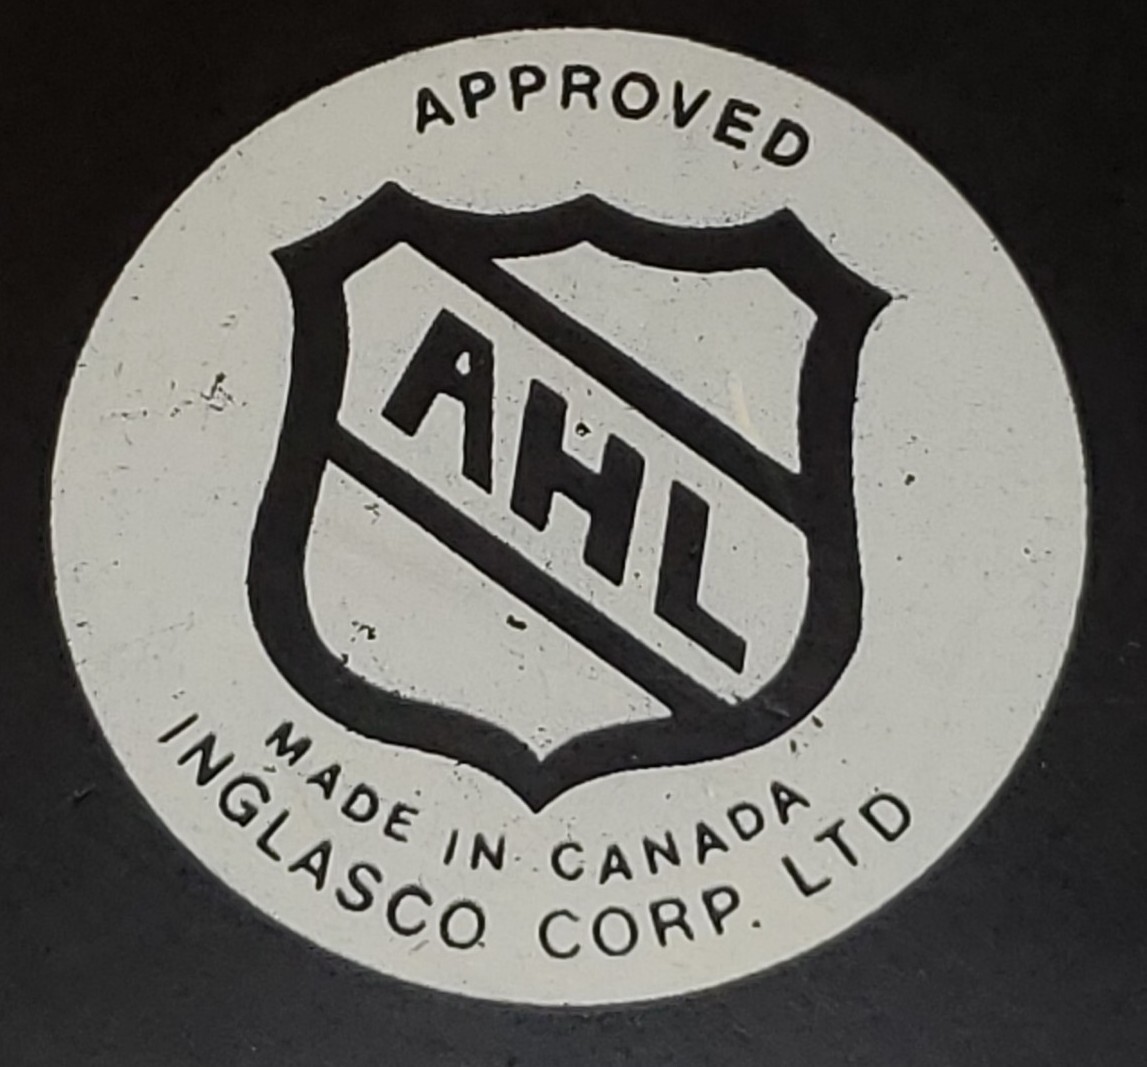 APPROVED
AHL
MADE IN CANADA
INGLASCO CORP. LTD